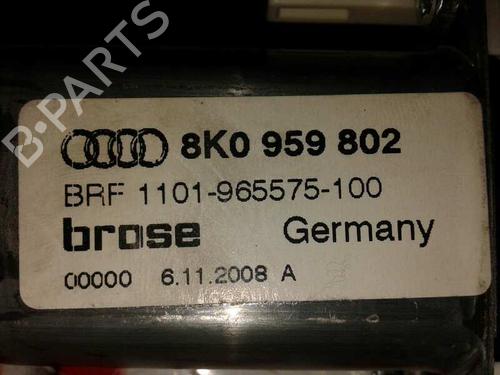 B-PARTS
8K0 959 802
BRF 1101-965575-100
brose Germany
00000 6.11.2008 A